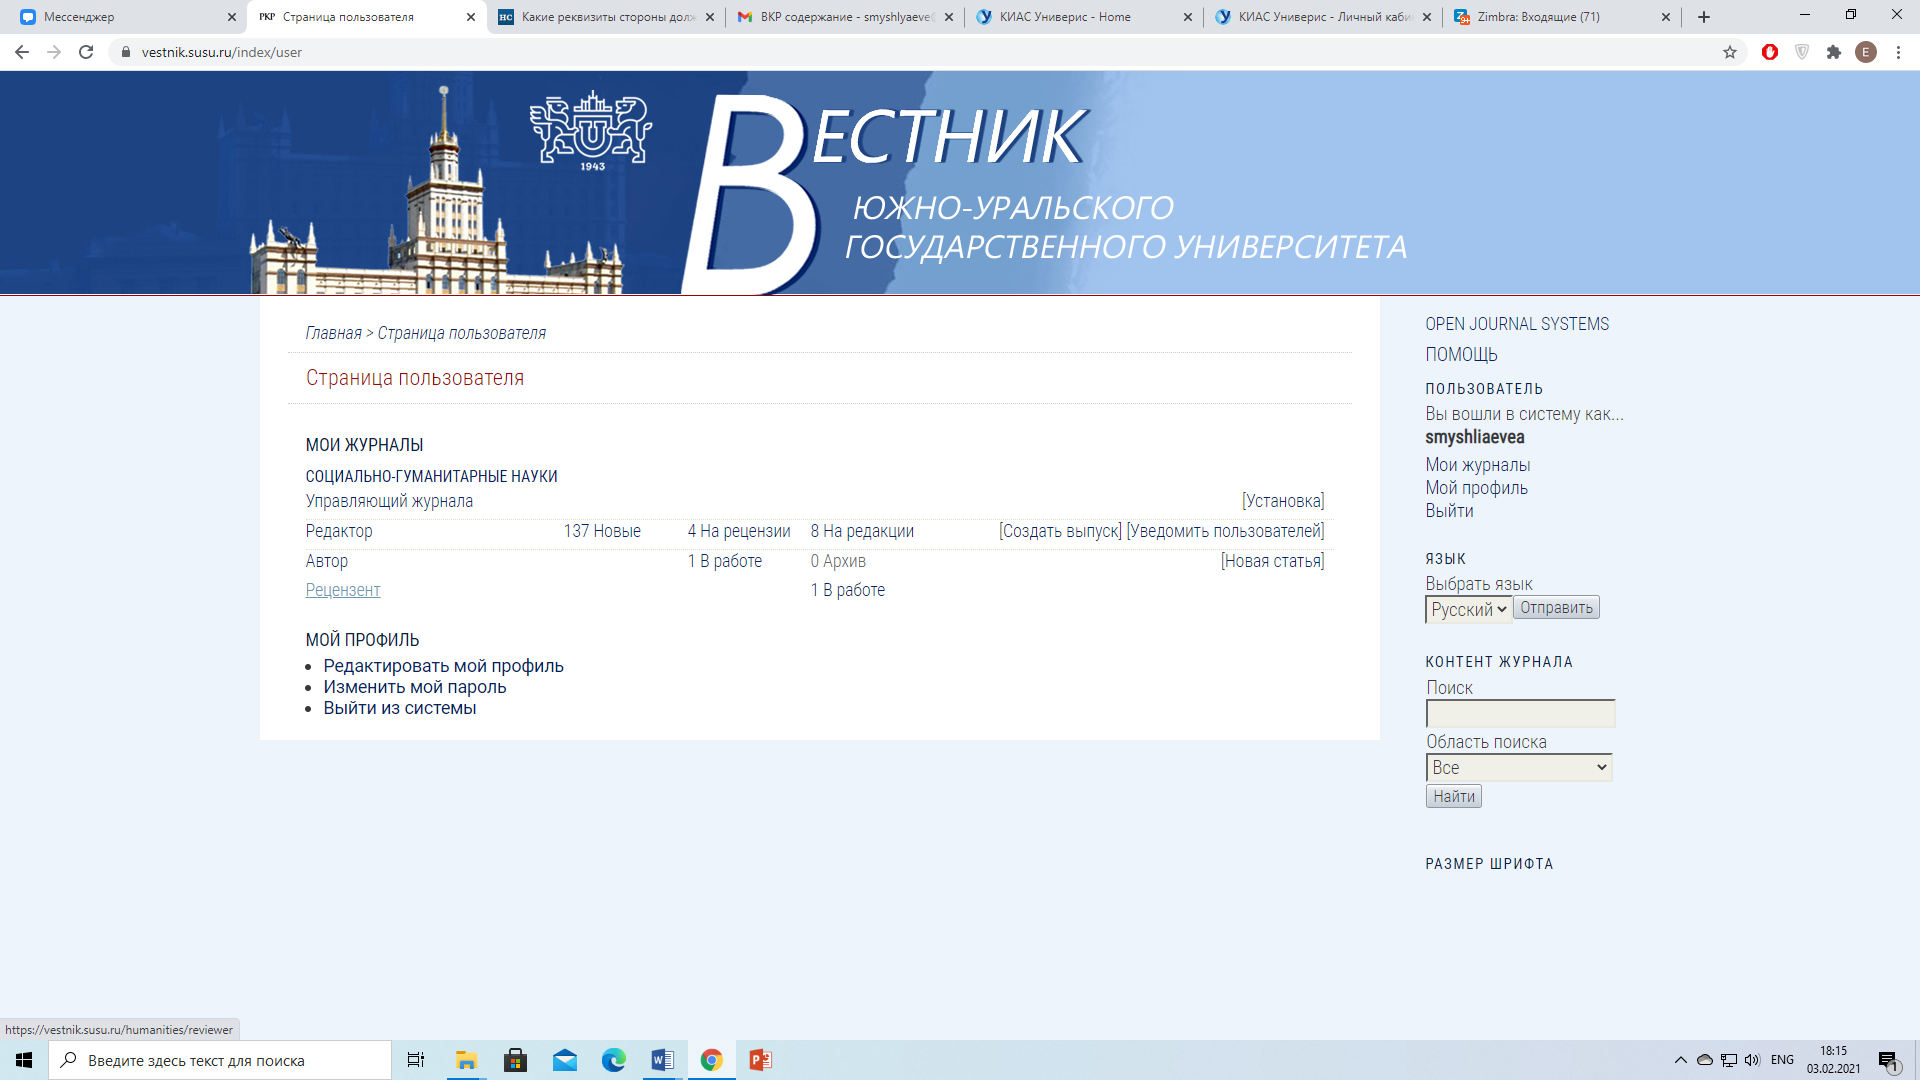 Мессенджер
PKP Страница пользователя
НС Какие реквизиты стороны долж
ВКР содержание - smyshlyaeve
КИАС Универис - Home
КИАС Универис - Личный каби
Zimbra: Входящие (71)
vestnik.susu.ru/index/user
E
1943
ВЕСТНИК
ЮЖНО-УРАЛЬСКОГО
ГОСУДАРСТВЕННОГО УНИВЕРСИТЕТА
Главная > Страница пользователя
Страница пользователя
МОИ ЖУРНАЛЫ
СОЦИАЛЬНО-ГУМАНИТАРНЫЕ НАУКИ
Управляющий журнала [Установка]
Редактор 137 Новые 4 На рецензии 8 На редакции [Создать выпуск] [Уведомить пользователей]
Автор 1 В работе 0 Архив [Новая статья]
Рецензент 1 В работе
МОЙ ПРОФИЛЬ
Редактировать мой профиль
Изменить мой пароль
Выйти из системы
OPEN JOURNAL SYSTEMS
ПОМОЩЬ
ПОЛЬЗОВАТЕЛЬ
Вы вошли в систему как...
smyshliaevea
Мои журналы
Мой профиль
Выйти
ЯЗЫК
Выбрать язык
Русский Отправить
КОНТЕНТ ЖУРНАЛА
Поиск
Область поиска
Все
Найти
РАЗМЕР ШРИФТА
https://vestnik.susu.ru/humanities/reviewer
Введите здесь текст для поиска
ENG
18:15
03.02.2021
1